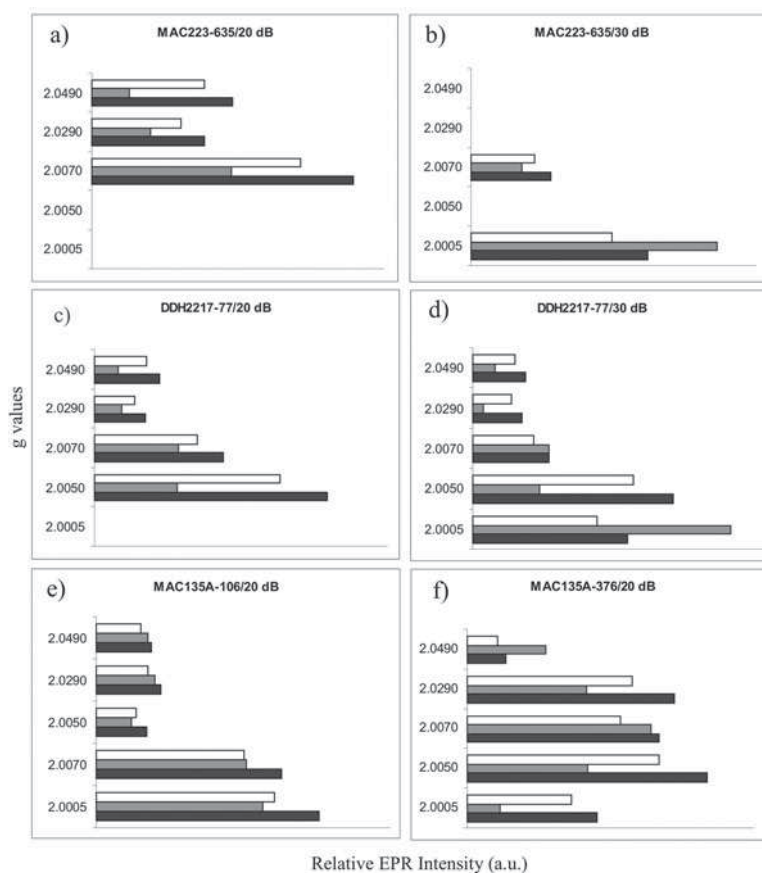 a)
MAC223-635/20 dB
2.0490
2.0290
2.0070
2.0050
2.0005
b)
MAC223-635/30 dB
2.0490
2.0290
2.0070
2.0050
2.0005
c)
DDH2217-77/20 dB
2.0490
2.0290
2.0070
2.0050
2.0005
d)
DDH2217-77/30 dB
2.0490
2.0290
2.0070
2.0050
2.0005
g values
e)
MAC135A-106/20 dB
2.0490
2.0290
2.0050
2.0070
2.0005
f)
MAC135A-376/20 dB
2.0490
2.0290
2.0070
2.0050
2.0005
Relative EPR Intensity (a.u.)